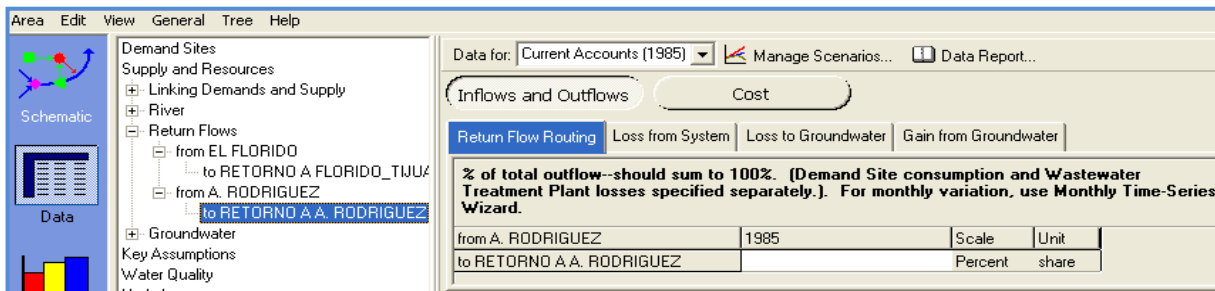 Area Edit View General Tree Help
Schematic
Data
Demand Sites
Supply and Resources
Linking Demands and Supply
River
Return Flows
from EL FLORIDO
to RETORNO A FLORIDO_TIJUA
from A. RODRIGUEZ
to RETORNO A A. RODRIGUEZ
Groundwater
Key Assumptions
Water Quality
Data for: Current Accounts (1985) Manage Scenarios... Data Report...
Inflows and Outflows Cost
Return Flow Routing Loss from System Loss to Groundwater Gain from Groundwater
% of total outflow--should sum to 100%. (Demand Site consumption and Wastewater
Treatment Plant losses specified separately.). For monthly variation, use Monthly Time-Series
Wizard.
from A. RODRIGUEZ 1985 Scale Unit
to RETORNO A A. RODRIGUEZ Percent share